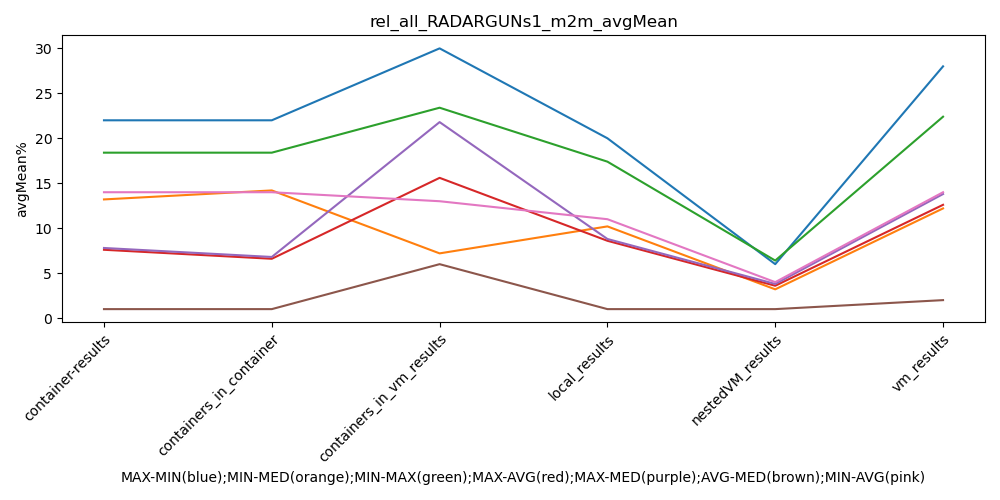 rel_all_RADARGUNs1_m2m_avgMean
avgMean%
30
25
20
15
10
5
0
container-results
containers_in_container
containers_in_vm_results
local_results
nestedVM_results
vm_results
MAX-MIN(blue);MIN-MED(orange);MIN-MAX(green);MAX-AVG(red);MAX-MED(purple);AVG-MED(brown);MIN-AVG(pink)